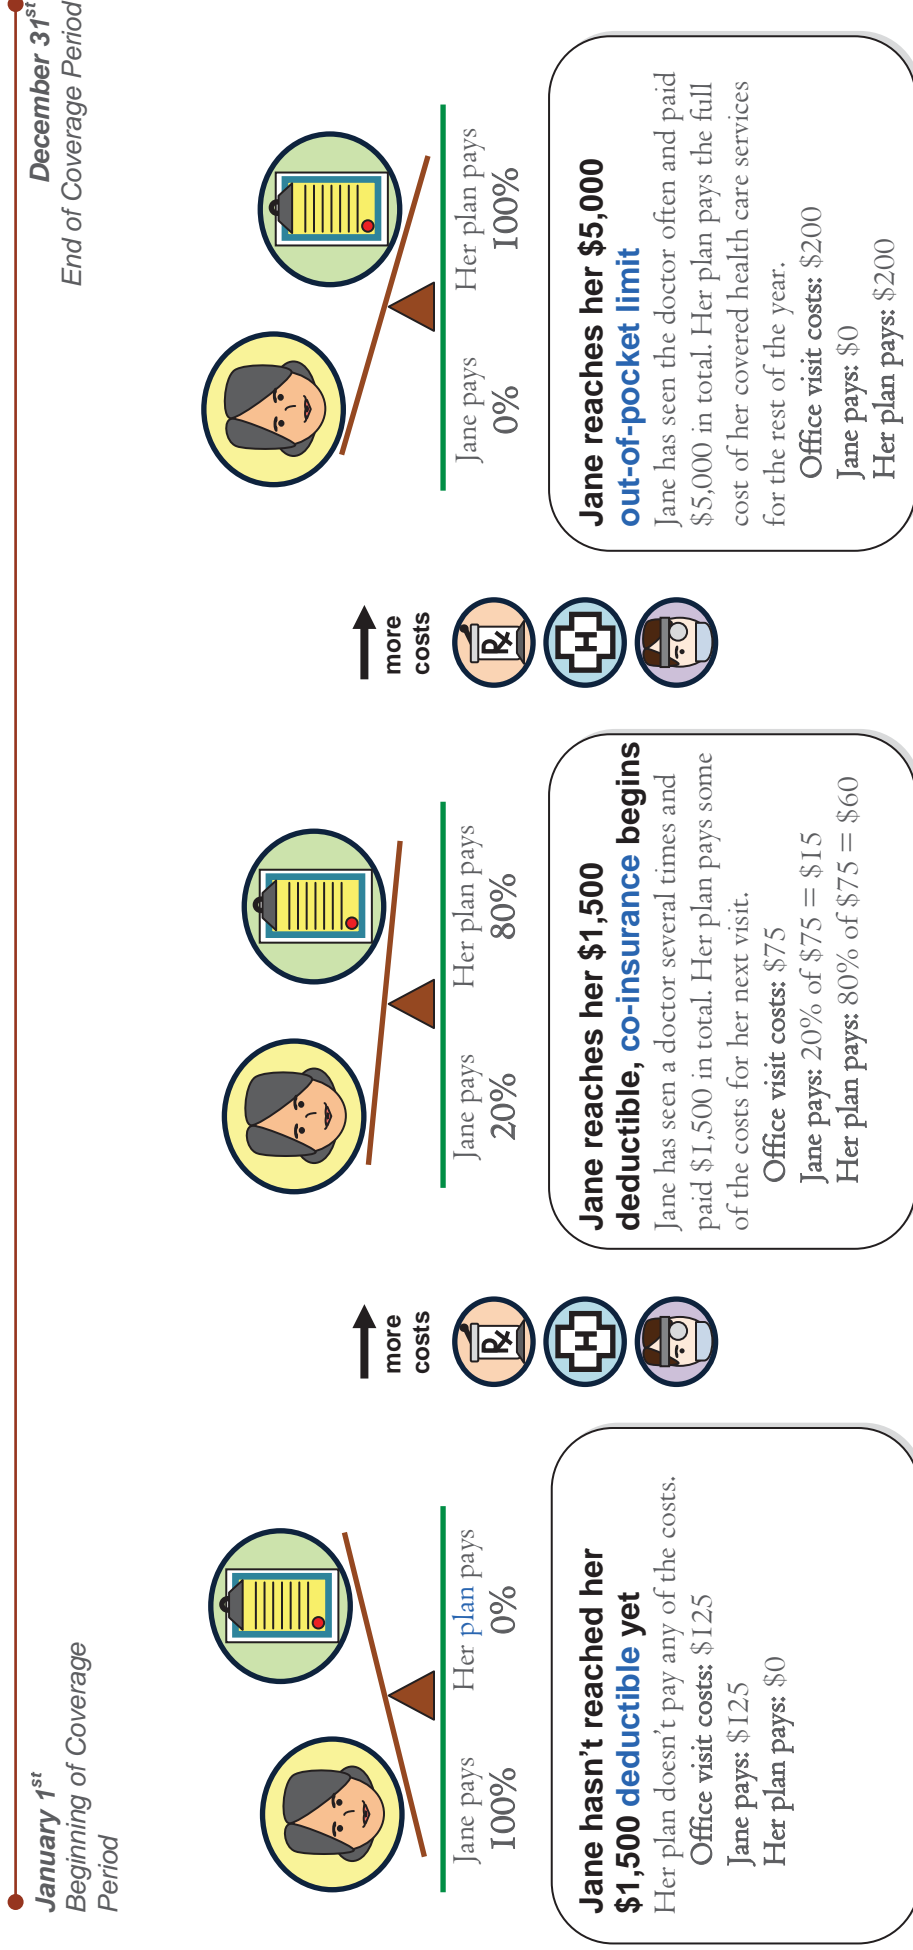 January 1st
Beginning of Coverage
Period
December 31st
End of Coverage Period
Jane pays
100%
Her plan pays
0%
Jane hasn’t reached her
$1,500 deductible yet
Her plan doesn’t pay any of the costs.
Office visit costs: $125
Jane pays: $125
Her plan pays: $0
more
costs
Rx
H
Jane pays
20%
Her plan pays
80%
Jane reaches her $1,500
deductible, co-insurance begins
Jane has seen a doctor several times and
paid $1,500 in total. Her plan pays some
of the costs for her next visit.
Office visit costs: $75
Jane pays: 20% of $75 = $15
Her plan pays: 80% of $75 = $60
more
costs
Rx
H
Jane pays
0%
Her plan pays
100%
Jane reaches her $5,000
out-of-pocket limit
Jane has seen the doctor often and paid
$5,000 in total. Her plan pays the full
cost of her covered health care services
for the rest of the year.
Office visit costs: $200
Jane pays: $0
Her plan pays: $200